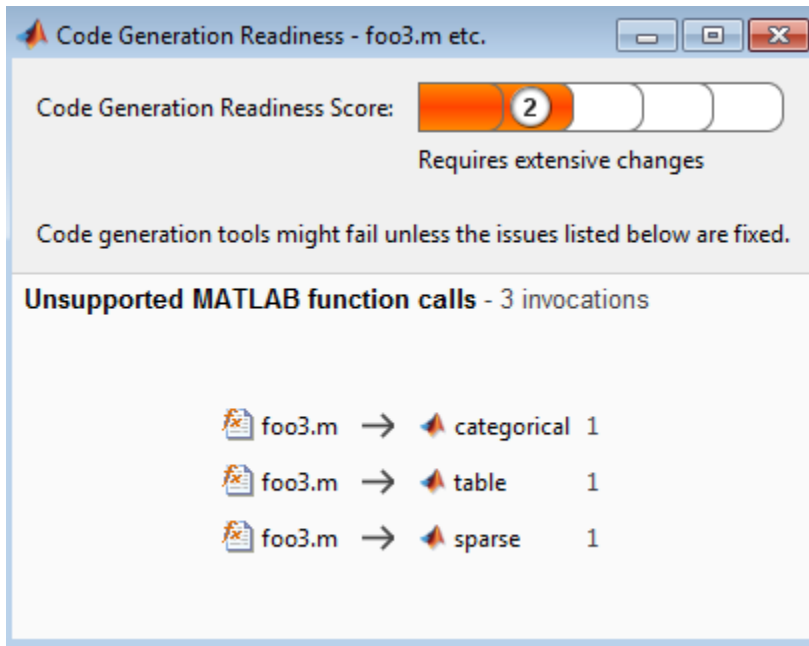 Code Generation Readiness - foo3.m etc.
Code Generation Readiness Score: 2
Requires extensive changes
Code generation tools might fail unless the issues listed below are fixed.
Unsupported MATLAB function calls - 3 invocations
foo3.m → categorical 1
foo3.m → table 1
foo3.m → sparse 1